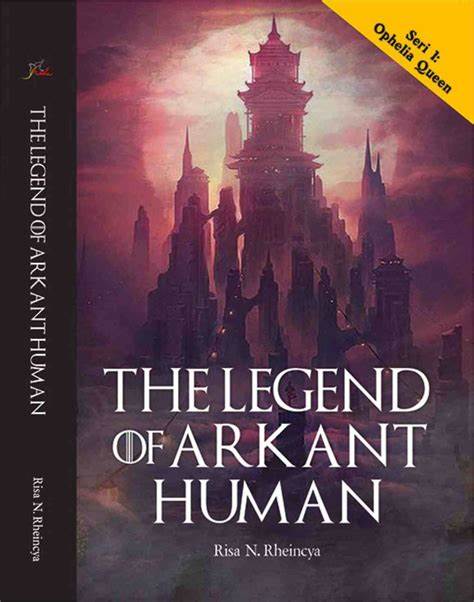 Seri 1:
Ophelia Queen
THE LEGEND OF ARKANT HUMAN
Risa N. Rheincya
THE LEGEND
OF ARKANT
HUMAN
Risa N. Rheincya